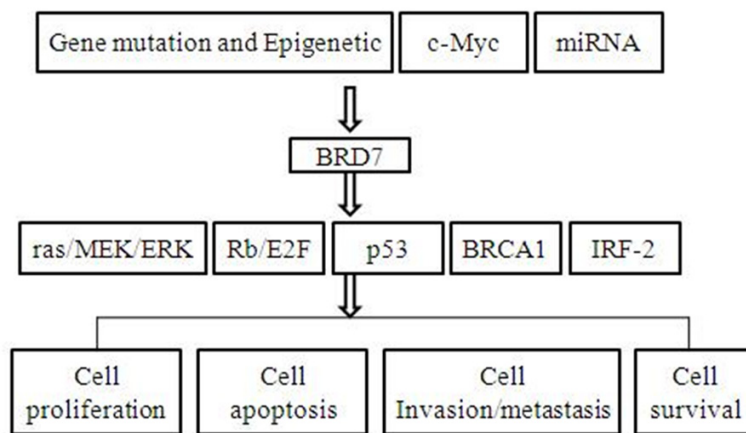 Gene mutation and Epigenetic
c-Myc
miRNA
BRD7
ras/MEK/ERK
Rb/E2F
p53
BRCA1
IRF-2
Cell
proliferation
Cell
apoptosis
Cell
Invasion/metastasis
Cell
survival